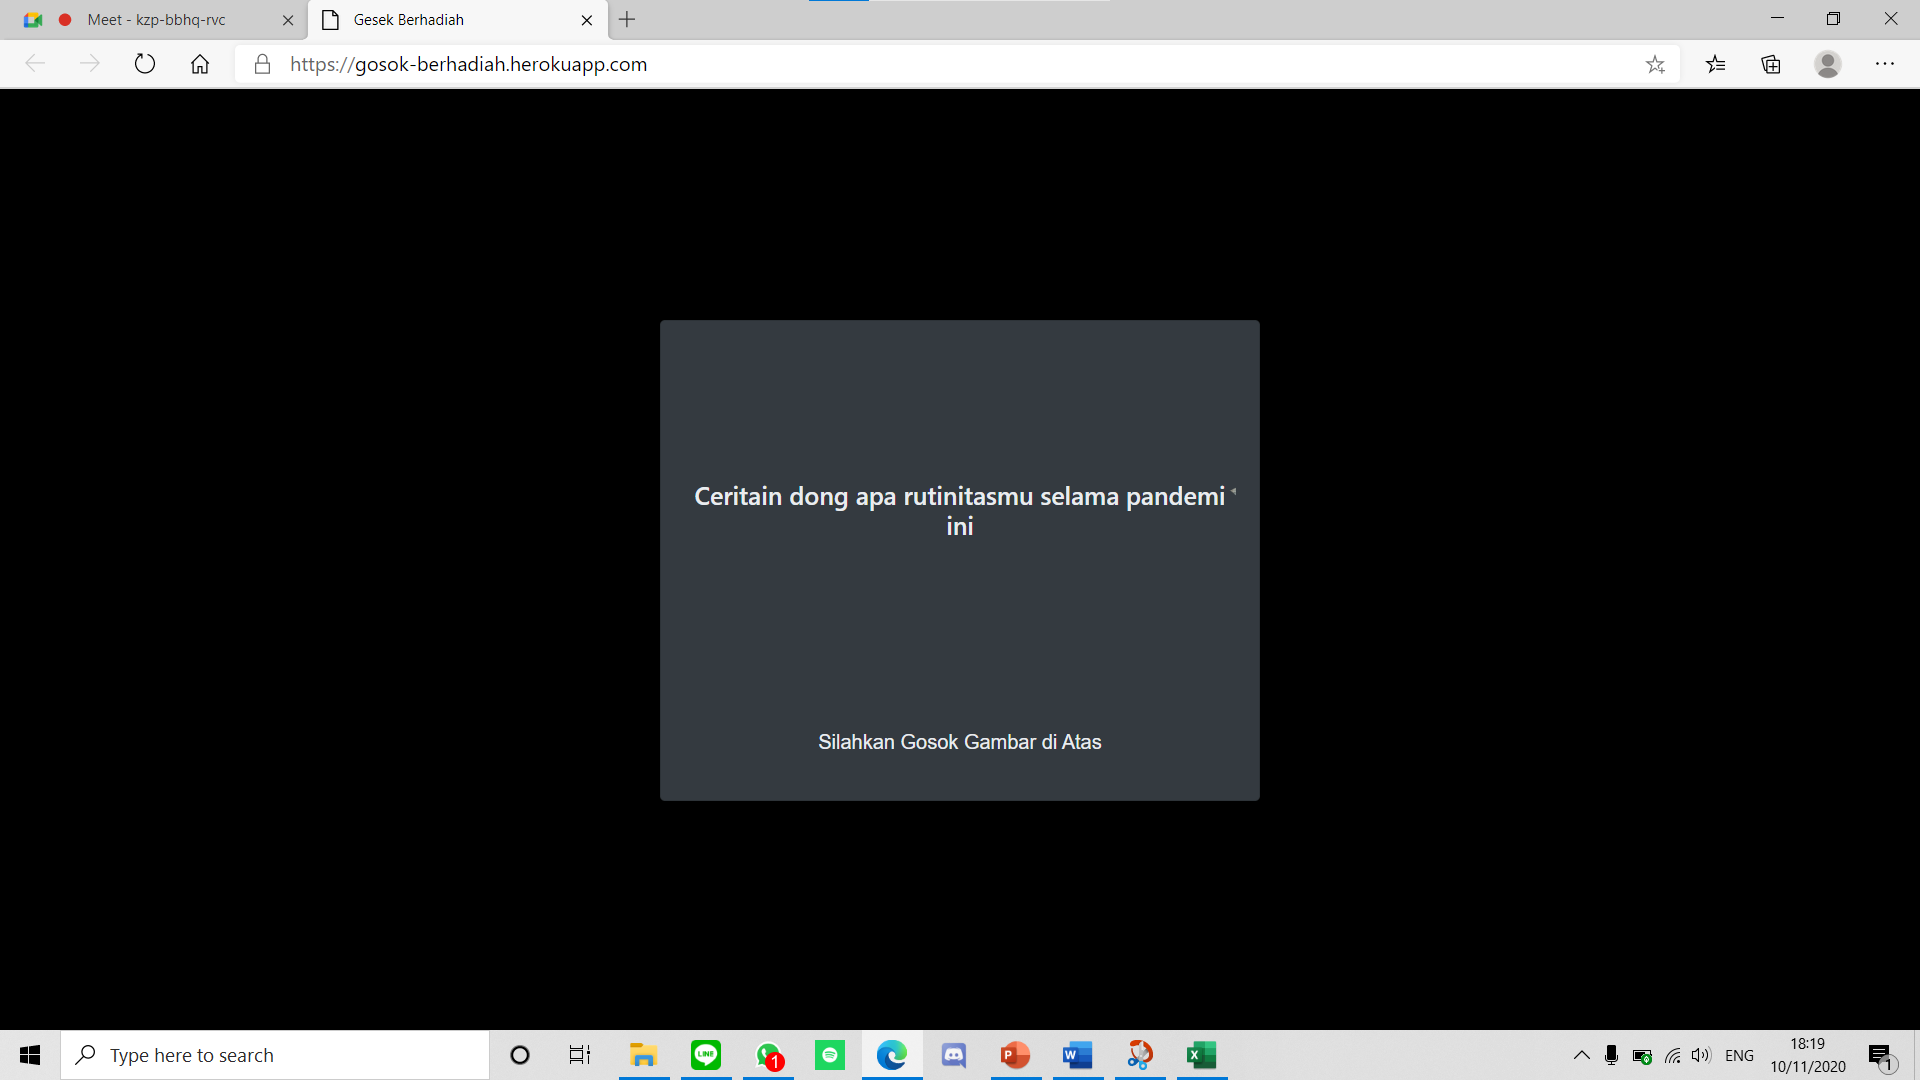 Meet - kzp-bbhq-rvc
Gesek Berhadiah
https://gosok-berhadiah.herokuapp.com
Ceritain dong apa rutinitasmu selama pandemi
ini
Silahkan Gosok Gambar di Atas
Type here to search
LINE
1
P
W
X
ENG
18:19
10/11/2020
1